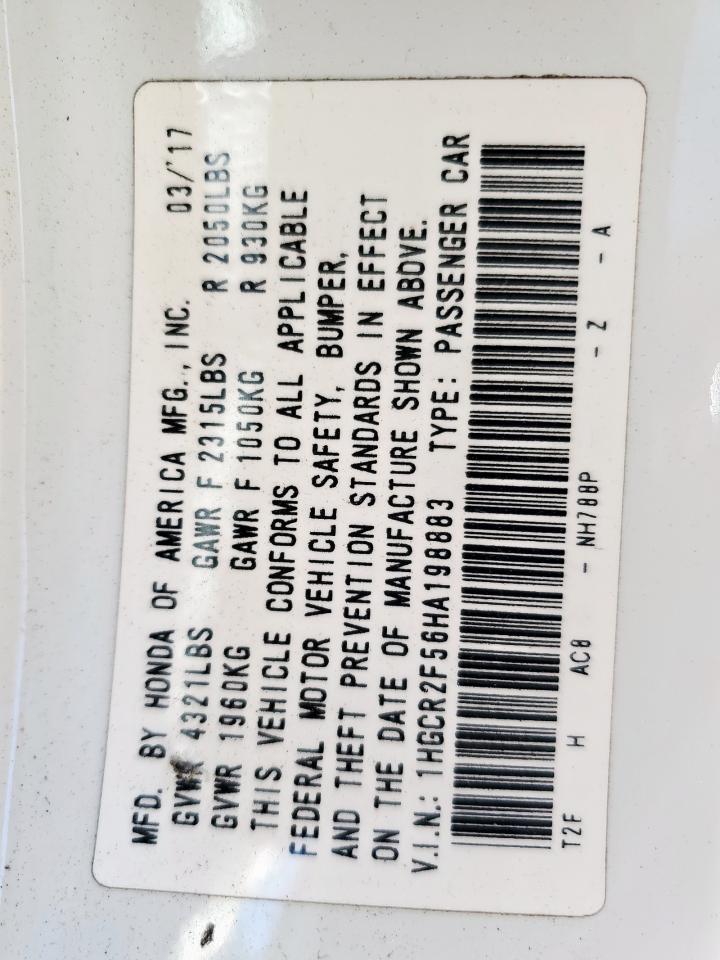 MFD. BY HONDA OF AMERICA MFG., INC. 03/'17
GVWR 4321LBS GAWR F 2315LBS R 2050LBS
GVWR 1960KG GAWR F 1050KG R 930KG
THIS VEHICLE CONFORMS TO ALL APPLICABLE
FEDERAL MOTOR VEHICLE SAFETY, BUMPER,
AND THEFT PREVENTION STANDARDS IN EFFECT
ON THE DATE OF MANUFACTURE SHOWN ABOVE.
V.I.N.: 1HGCR2F56HA198883 TYPE: PASSENGER CAR
T2F H AC8 - NH788P - Z - A